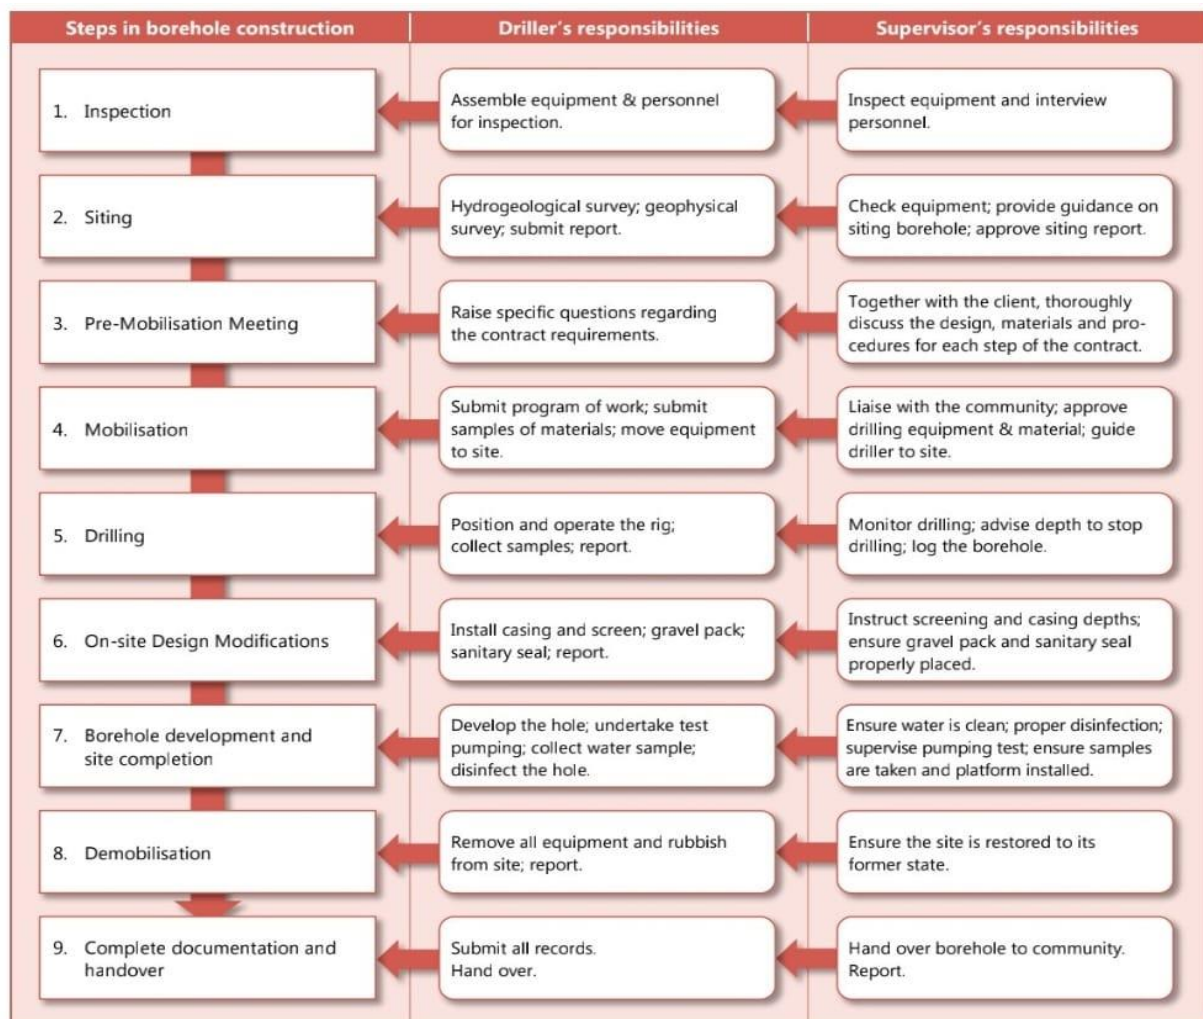 Steps in borehole construction
Driller's responsibilities
Supervisor's responsibilities
1. Inspection
Assemble equipment & personnel
for inspection.
Inspect equipment and interview
personnel.
2. Siting
Hydrogeological survey; geophysical
survey; submit report.
Check equipment; provide guidance on
siting borehole; approve siting report.
3. Pre-Mobilisation Meeting
Raise specific questions regarding
the contract requirements.
Together with the client, thoroughly
discuss the design, materials and pro-
cedures for each step of the contract.
4. Mobilisation
Submit program of work; submit
samples of materials; move equipment
to site.
Liaise with the community; approve
drilling equipment & material; guide
driller to site.
5. Drilling
Position and operate the rig;
collect samples; report.
Monitor drilling; advise depth to stop
drilling; log the borehole.
6. On-site Design Modifications
Install casing and screen; gravel pack;
sanitary seal; report.
Instruct screening and casing depths;
ensure gravel pack and sanitary seal
properly placed.
7. Borehole development and
site completion
Develop the hole; undertake test
pumping; collect water sample;
disinfect the hole.
Ensure water is clean; proper disinfection;
supervise pumping test; ensure samples
are taken and platform installed.
8. Demobilisation
Remove all equipment and rubbish
from site; report.
Ensure the site is restored to its
former state.
9. Complete documentation and
handover
Submit all records.
Hand over.
Hand over borehole to community.
Report.